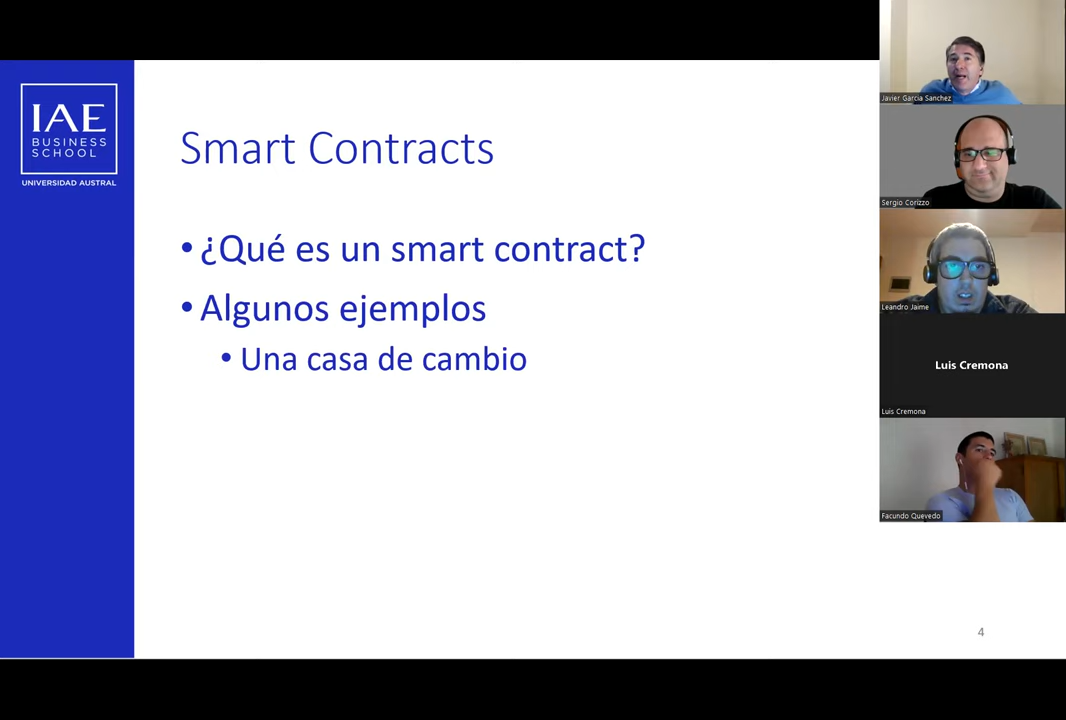 IAE
BUSINESS
SCHOOL
UNIVERSIDAD AUSTRAL
Smart Contracts
• ¿Qué es un smart contract?
• Algunos ejemplos
• Una casa de cambio
4
Javier Garcia Sanchez
Sergio Corizzo
Leandro Jaime
Luis Cremona
Luis Cremona
Facundo Quevedo